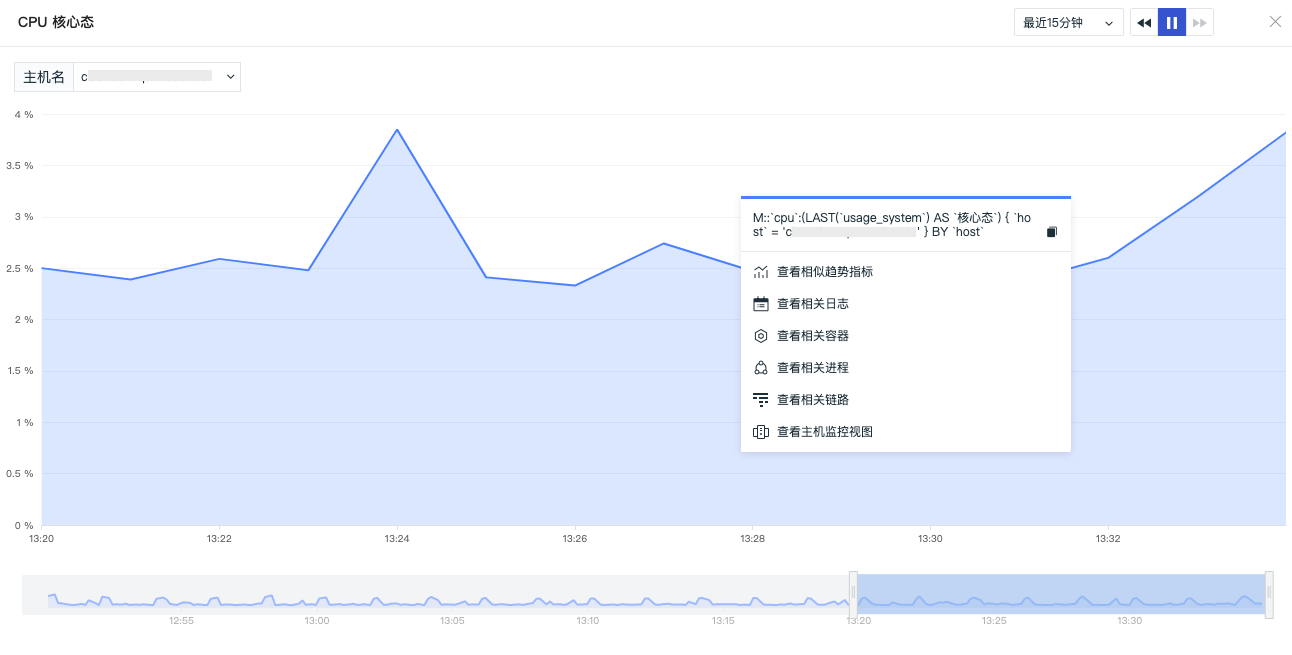 CPU 核心态
最近15分钟
主机名 c
4 %
3.5 %
3 %
2.5 %
2 %
1.5 %
1 %
0.5 %
0 %
M::`cpu`:(LAST(`usage_system`) AS `核心态`) { `ho
st` = 'c ' } BY `host`
查看相似趋势指标
查看相关日志
查看相关容器
查看相关进程
查看相关链路
查看主机监控视图
13:20 13:22 13:24 13:26 13:28 13:30 13:32
12:55 13:00 13:05 13:10 13:15 13:20 13:25 13:30